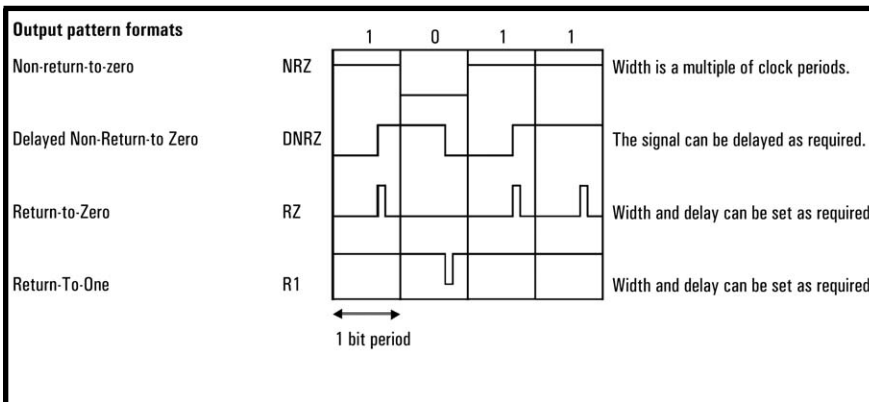 Output pattern formats
1 0 1 1
Non-return-to-zero NRZ Width is a multiple of clock periods.
Delayed Non-Return-to Zero DNRZ The signal can be delayed as required.
Return-to-Zero RZ Width and delay can be set as required
Return-To-One R1 Width and delay can be set as required
1 bit period